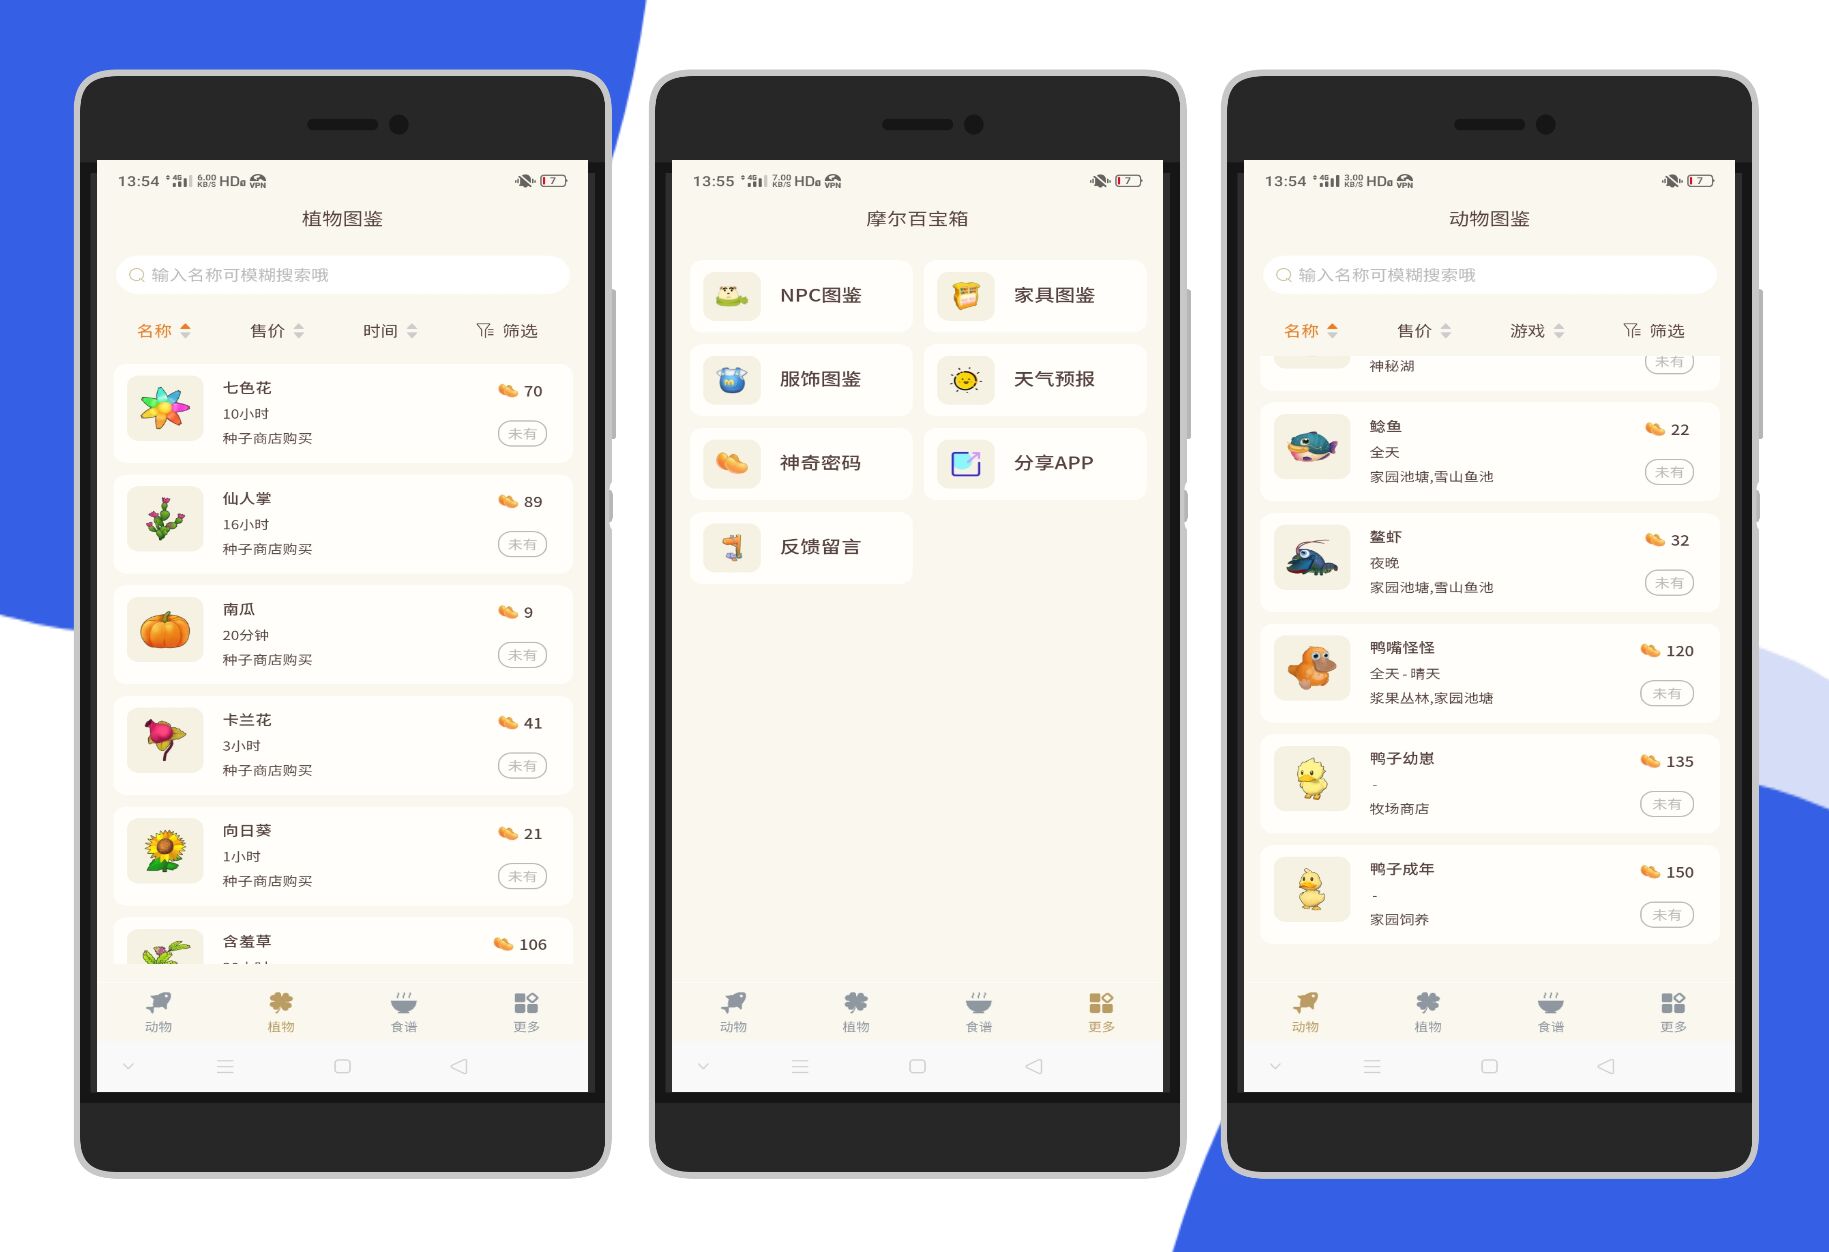 13:54 4G 6.00 KB/S HD VPN 7
植物图鉴
输入名称可模糊搜索哦
名称 售价 时间 筛选
七色花 70
10小时
种子商店购买 未有
仙人掌 89
16小时
种子商店购买 未有
南瓜 9
20分钟
种子商店购买 未有
卡兰花 41
3小时
种子商店购买 未有
向日葵 21
1小时
种子商店购买 未有
含羞草 106
动物 植物 食谱 更多
13:55 4G 7.00 KB/S HD VPN 7
摩尔百宝箱
NPC图鉴 家具图鉴
服饰图鉴 天气预报
神奇密码 分享APP
反馈留言
动物 植物 食谱 更多
13:54 4G 3.00 KB/S HD VPN 7
动物图鉴
输入名称可模糊搜索哦
名称 售价 游戏 筛选
神秘湖 未有
鲶鱼 22
全天
家园池塘,雪山鱼池 未有
鳌虾 32
夜晚
家园池塘,雪山鱼池 未有
鸭嘴怪怪 120
全天 - 晴天
浆果丛林,家园池塘 未有
鸭子幼崽 135
-
牧场商店 未有
鸭子成年 150
-
家园饲养 未有
动物 植物 食谱 更多